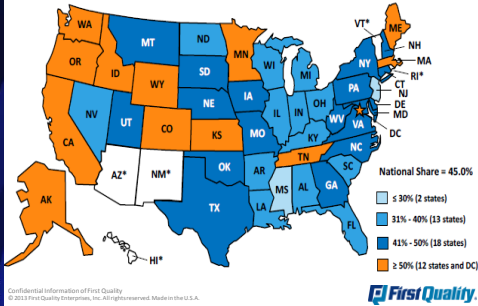 WA
VT*
ME
MT
ND
NH
OR
MN
MA
ID
SD
WI
NY
RI*
WY
MI
CT
NJ
PA
IA
NE
DE
NV
OH
MD
IL
IN
UT
WV
VA
CO
DC
KS
MO
KY
CA
NC
TN
National Share = 45.0%
OK
AR
SC
AZ*
NM*
MS
AL
GA
≤ 30% (2 states)
AK
TX
LA
31% - 40% (13 states)
FL
41% - 50% (18 states)
HI*
≥ 50% (12 states and DC)
Confidential Information of First Quality
© 2013 First Quality Enterprises, Inc. All rights reserved. Made in the U.S.A.
First Quality.